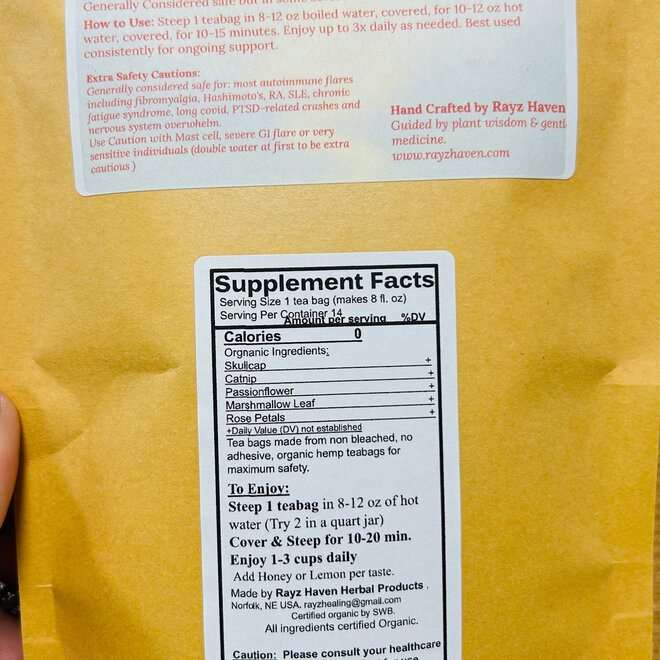 Generally Considered safe but in some
How to Use: Steep 1 teabag in 8-12 oz boiled water, covered, for 10-12 oz hot
water, covered, for 10-15 minutes. Enjoy up to 3x daily as needed. Best used
consistently for ongoing support.
Extra Safety Cautions:
Generally considered safe for: most autoimmune flares
including fibromyalgia, Hashimoto's, RA, SLE, chronic
fatigue syndrome, long covid, PTSD-related crashes and
nervous system overwhelm.
Use Caution with Mast cell, severe GI flare or very
sensitive individuals (double water at first to be extra
cautious )
Hand Crafted by Rayz Haven
Guided by plant wisdom & gentl
medicine.
www.rayzhaven.com
Supplement Facts
Serving Size 1 tea bag (makes 8 fl. oz)
Serving Per Container 14
Amount per serving %DV
Calories 0
Orgnanic Ingredients:
Skullcap +
Catnip +
Passionflower +
Marshmallow Leaf +
Rose Petals +
+Daily Value (DV) not established
Tea bags made from non bleached, no
adhesive, organic hemp teabags for
maximum safety.
To Enjoy:
Steep 1 teabag in 8-12 oz of hot
water (Try 2 in a quart jar)
Cover & Steep for 10-20 min.
Enjoy 1-3 cups daily
Add Honey or Lemon per taste.
Made by Rayz Haven Herbal Products .
Norfolk, NE USA. rayzhealing@gmail.com
Certified organic by SWB.
All ingredients certified Organic.
Caution: Please consult your healthcare